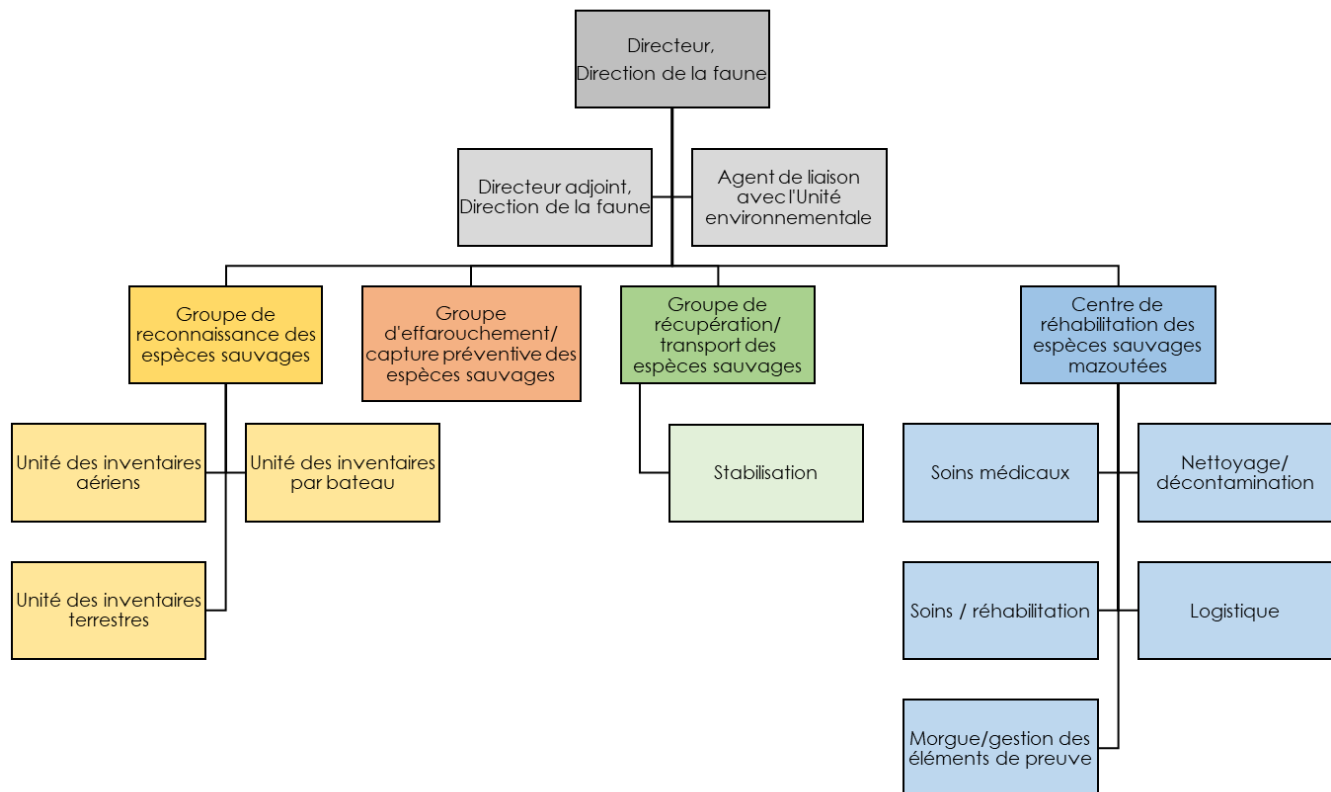 Directeur,
Direction de la faune
Directeur adjoint,
Direction de la faune
Agent de liaison
avec l'Unité
environnementale
Groupe de
reconnaissance des
espèces sauvages
Groupe
d'effarouchement/
capture préventive des
espèces sauvages
Groupe de
récupération/
transport des
espèces sauvages
Centre de
réhabilitation des
espèces sauvages
mazoutées
Unité des inventaires
aériens
Unité des inventaires
par bateau
Unité des inventaires
terrestres
Stabilisation
Soins médicaux
Nettoyage/
décontamination
Soins / réhabilitation
Logistique
Morgue/gestion des
éléments de preuve